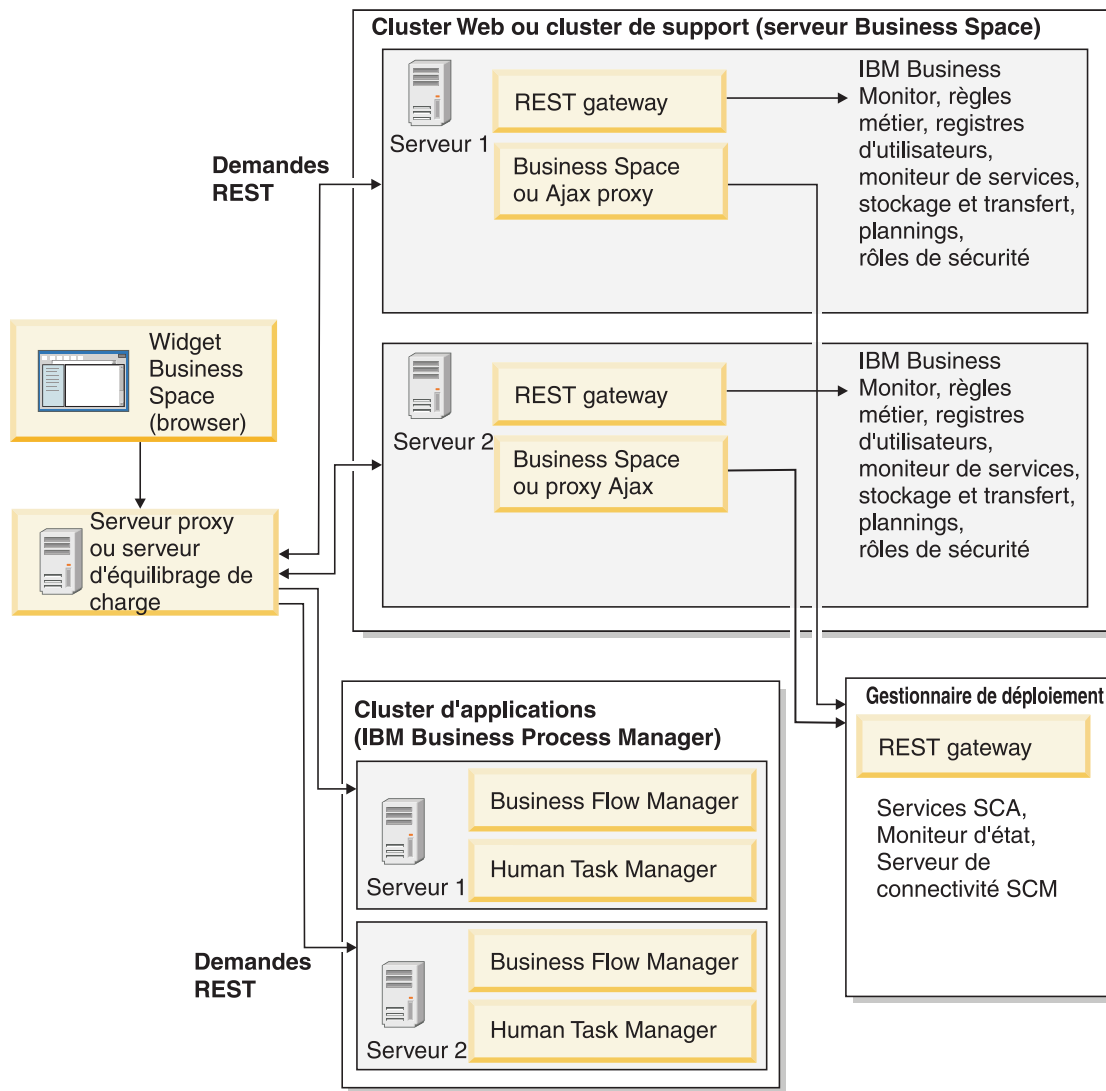 Cluster Web ou cluster de support (serveur Business Space)
Serveur 1
REST gateway
Business Space
ou Ajax proxy
IBM Business
Monitor, règles
métier, registres
d'utilisateurs,
moniteur de services,
stockage et transfert,
plannings,
rôles de sécurité
Demandes
REST
Serveur 2
REST gateway
Business Space
ou proxy Ajax
IBM Business
Monitor, règles
métier, registres
d'utilisateurs,
moniteur de services,
stockage et transfert,
plannings,
rôles de sécurité
Widget
Business
Space
(browser)
Serveur proxy
ou serveur
d'équilibrage de
charge
Cluster d'applications
(IBM Business Process Manager)
Serveur 1
Business Flow Manager
Human Task Manager
Demandes
REST
Serveur 2
Business Flow Manager
Human Task Manager
Gestionnaire de déploiement
REST gateway
Services SCA,
Moniteur d'état,
Serveur de
connectivité SCM